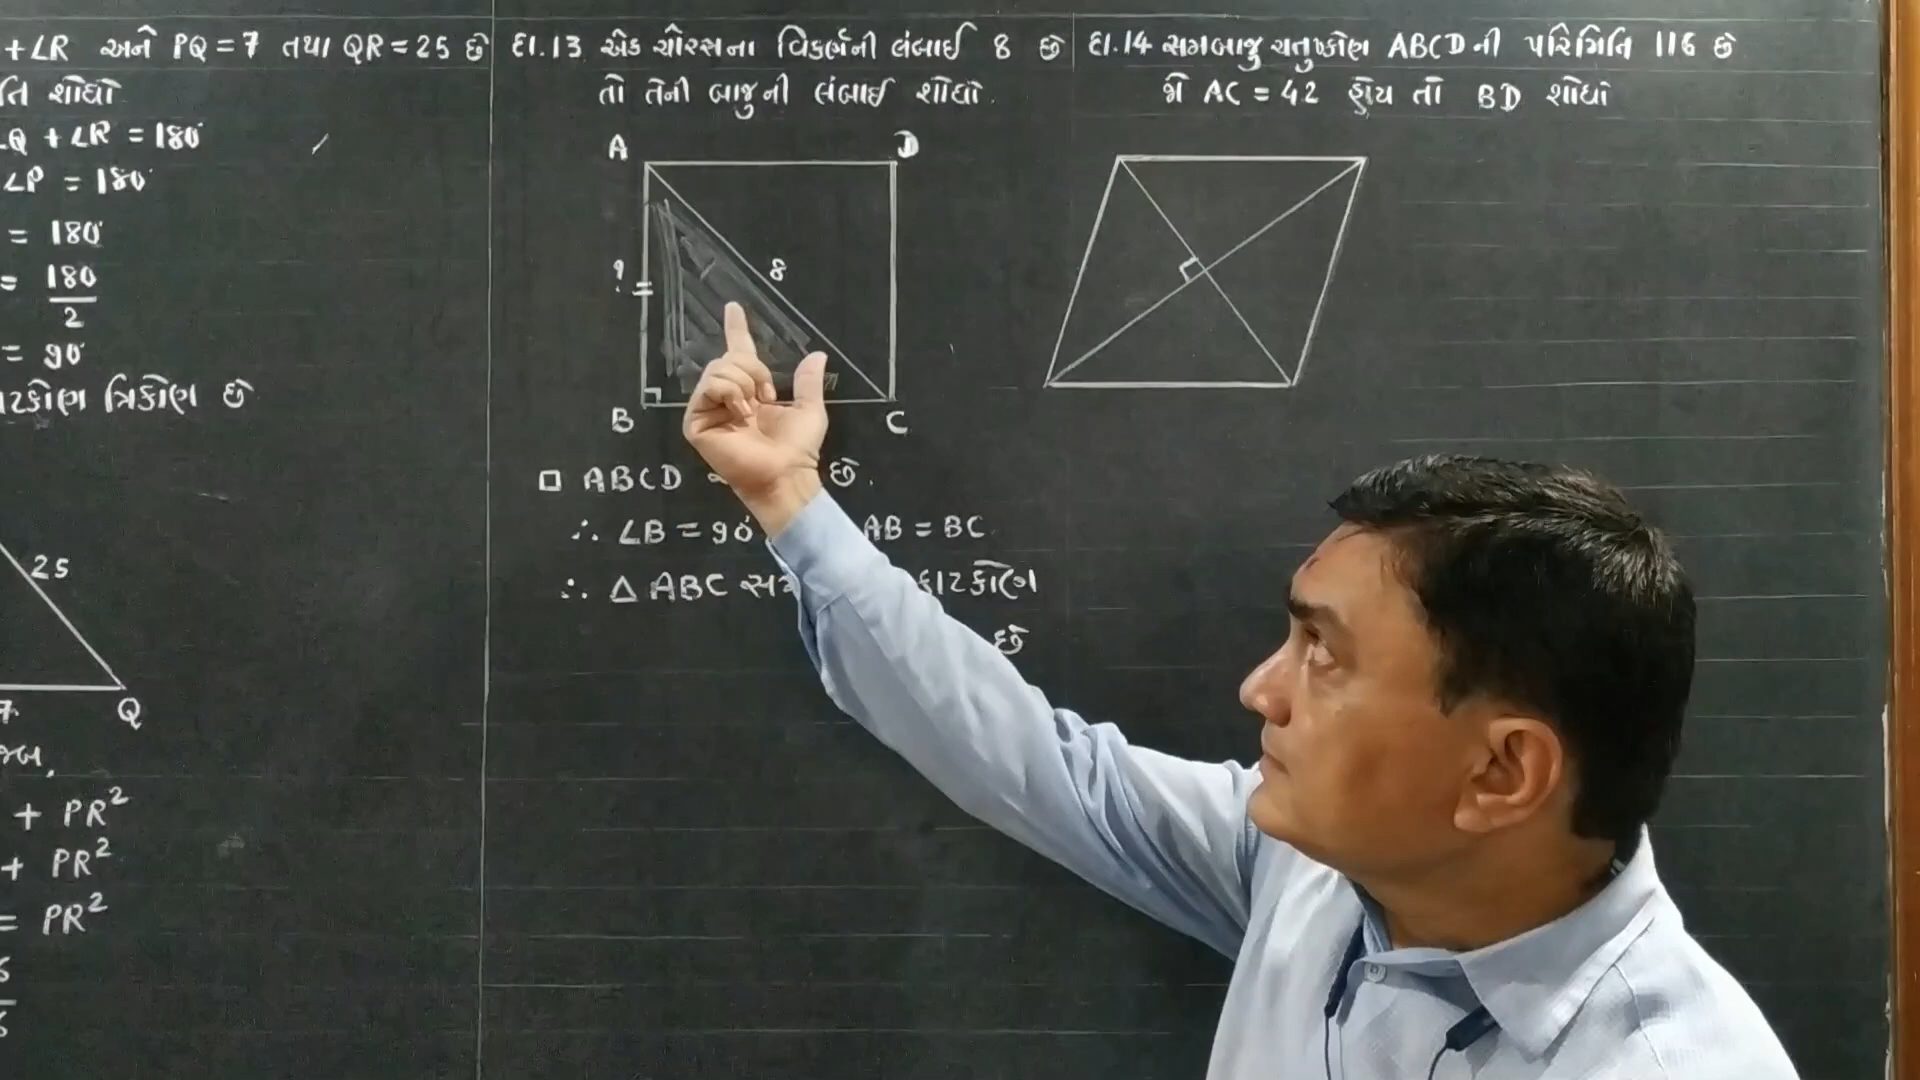 + ∠R અને PQ = 7 તથા QR = 25 છે
તિ શોધો
Q + ∠R = 180°
∠P = 180°
= 180°
= 180
2
= 90°
ાટકોણ ત્રિકોણ છે
25
7
Q
+ PR²
+ PR²
= PR²
દા.13 એક ચોરસના વિકર્ણની લંબાઈ 8 છે
તો તેની બાજુની લંબાઈ શોધો.
A
D
?
8
B
C
□ ABCD છે.
∴ ∠B = 90° AB = BC
∴ △ ABC કાટકોણ
છે
દા.14 સમબાજુ ચતુષ્કોણ ABCD ની પરિમિતિ 116 છે
જો AC = 42 હોય તો BD શોધો